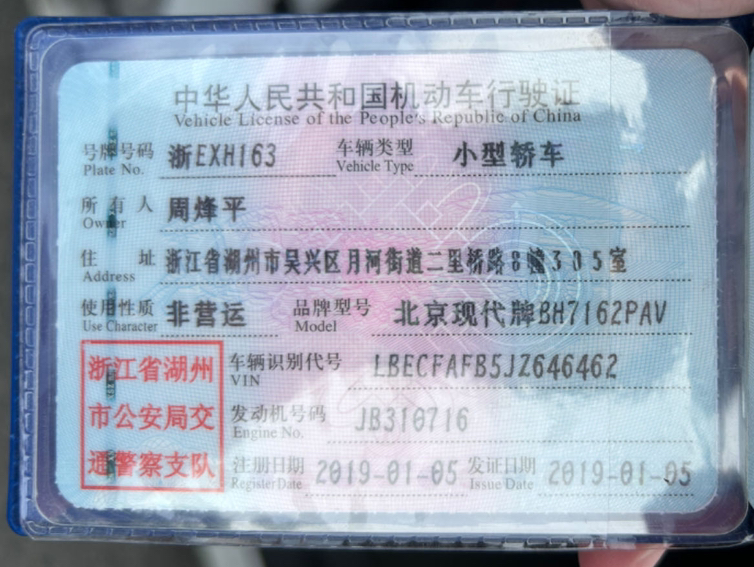 中华人民共和国机动车行驶证
Vehicle License of the People's Republic of China
号牌号码 浙EXH163 车辆类型 小型轿车
Plate No. Vehicle Type
所有人 周烽平
Owner
住址 浙江省湖州市吴兴区月河街道二里桥路8幢305室
Address
使用性质 非营运 品牌型号 北京现代牌BH7162PAV
Use Character Model
浙江省湖州
市公安局交
通警察支队
车辆识别代号 LBECFAFB5JZ646462
VIN
发动机号码 JB310716
Engine No.
注册日期 2019-01-05 发证日期 2019-01-05
Register Date Issue Date